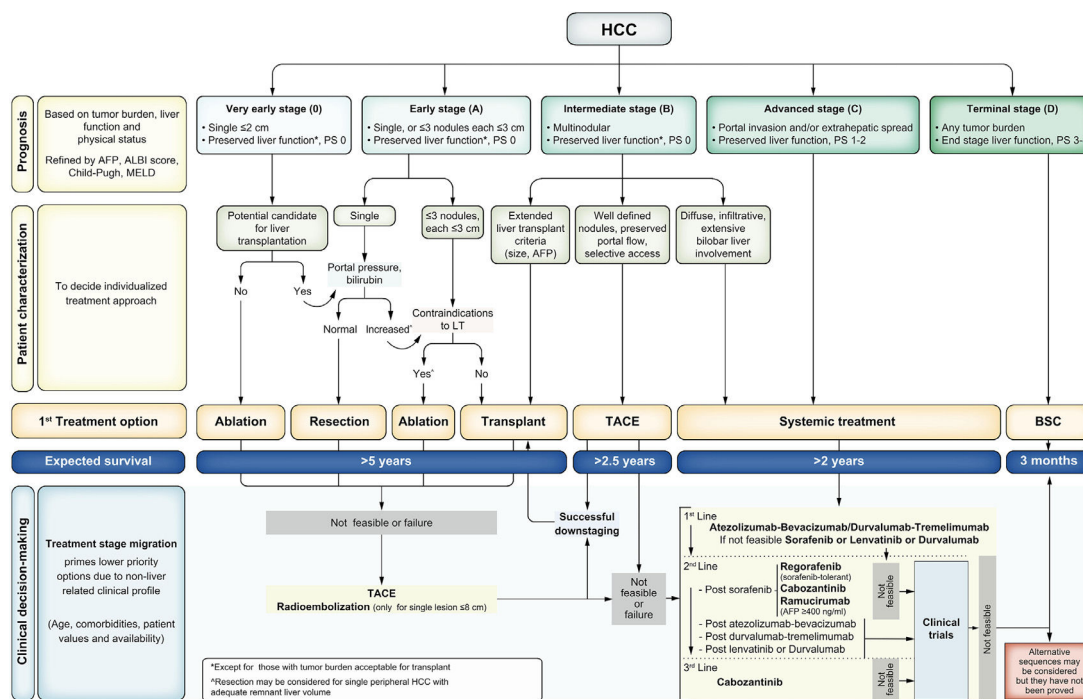 HCC
Prognosis
Based on tumor burden, liver
function and
physical status
Refined by AFP, ALBI score,
Child-Pugh, MELD
Very early stage (0)
• Single ≤2 cm
• Preserved liver function*, PS 0
Early stage (A)
• Single, or ≤3 nodules each ≤3 cm
• Preserved liver function*, PS 0
Intermediate stage (B)
• Multinodular
• Preserved liver function*, PS 0
Advanced stage (C)
• Portal invasion and/or extrahepatic spread
• Preserved liver function, PS 1-2
Terminal stage (D)
• Any tumor burden
• End stage liver function, PS 3-
Patient characterization
To decide individualized
treatment approach
Potential candidate
for liver
transplantation
Single
≤3 nodules,
each ≤3 cm
Extended
liver transplant
criteria
(size, AFP)
Well defined
nodules, preserved
portal flow,
selective access
Diffuse, infiltrative,
extensive
bilobar liver
involvement
No
Yes
Portal pressure,
bilirubin
Normal
Increased^
Contraindications
to LT
Yes^
No
1st Treatment option
Ablation
Resection
Ablation
Transplant
TACE
Systemic treatment
BSC
Expected survival
>5 years
>2.5 years
>2 years
3 months
Clinical decision-making
Treatment stage migration
primes lower priority
options due to non-liver
related clinical profile
(Age, comorbidities, patient
values and availability)
Not feasible or failure
Successful
downstaging
TACE
Radioembolization (only for single lesion ≤8 cm)
Not
feasible
or
failure
1st Line
Atezolizumab-Bevacizumab/Durvalumab-Tremelimumab
If not feasible Sorafenib or Lenvatinib or Durvalumab
2nd Line
- Post sorafenib
Regorafenib
(sorafenib-tolerant)
Cabozantinib
Ramucirumab
(AFP ≥400 ng/ml)
Not
feasible
- Post atezolizumab-bevacizumab
- Post durvalumab-tremelimumab
- Post lenvatinib or Durvalumab
Clinical
trials
Not feasible
3rd Line
Cabozantinib
Not
feasible
Alternative
sequences may
be considered
but they have not
been proved
*Except for those with tumor burden acceptable for transplant
^Resection may be considered for single peripheral HCC with
adequate remnant liver volume